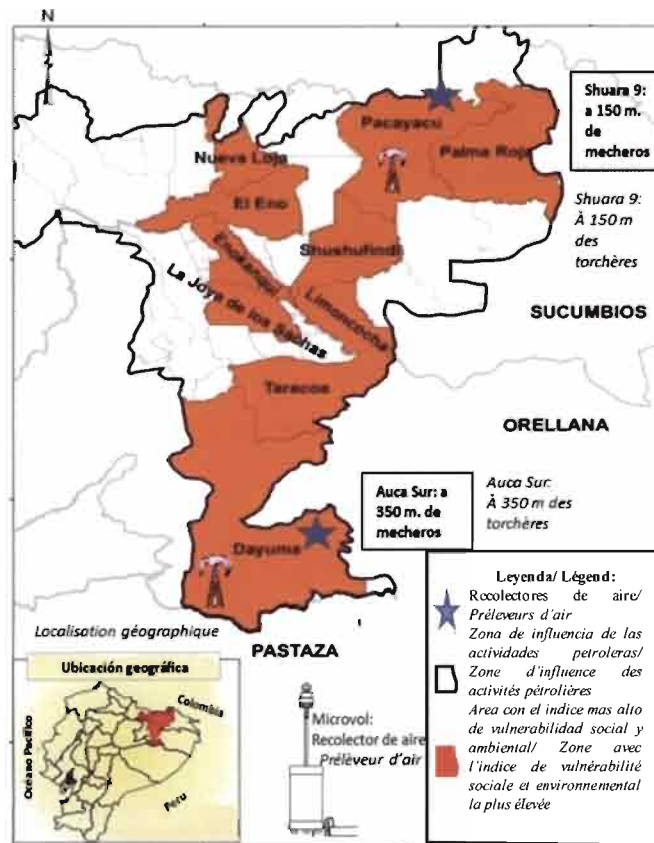 N
Shuara 9:
a 150 m.
de
mecheros
Pacayacu
Palma Roja
Nueva Loja
El Eno
Shuara 9:
À 150 m
des
torchères
Shushufindi
Enokanqui
La Joya de los Sachas
Limoncocha
SUCUMBIOS
Taracoa
ORELLANA
Auca Sur: a
350 m. de
mecheros
Auca Sur:
À 350 m des
torchères
Dayuma
Localisation géographique
PASTAZA
Ubicación geográfica
Colombia
Océano Pacífico
Peru
Microvol:
Recolector de aire
Prélèveur d'air
Leyenda/ Légend:
Recolectores de aire/
Préleveurs d'air
Zona de influencia de las
actividades petroleras/
Zone d'influence des
activités pétrolières
Area con el indice mas alto
de vulnerabilidad social y
ambiental/ Zone avec
l'índice de vulnérabilité
sociale et environnemental
la plus élevée